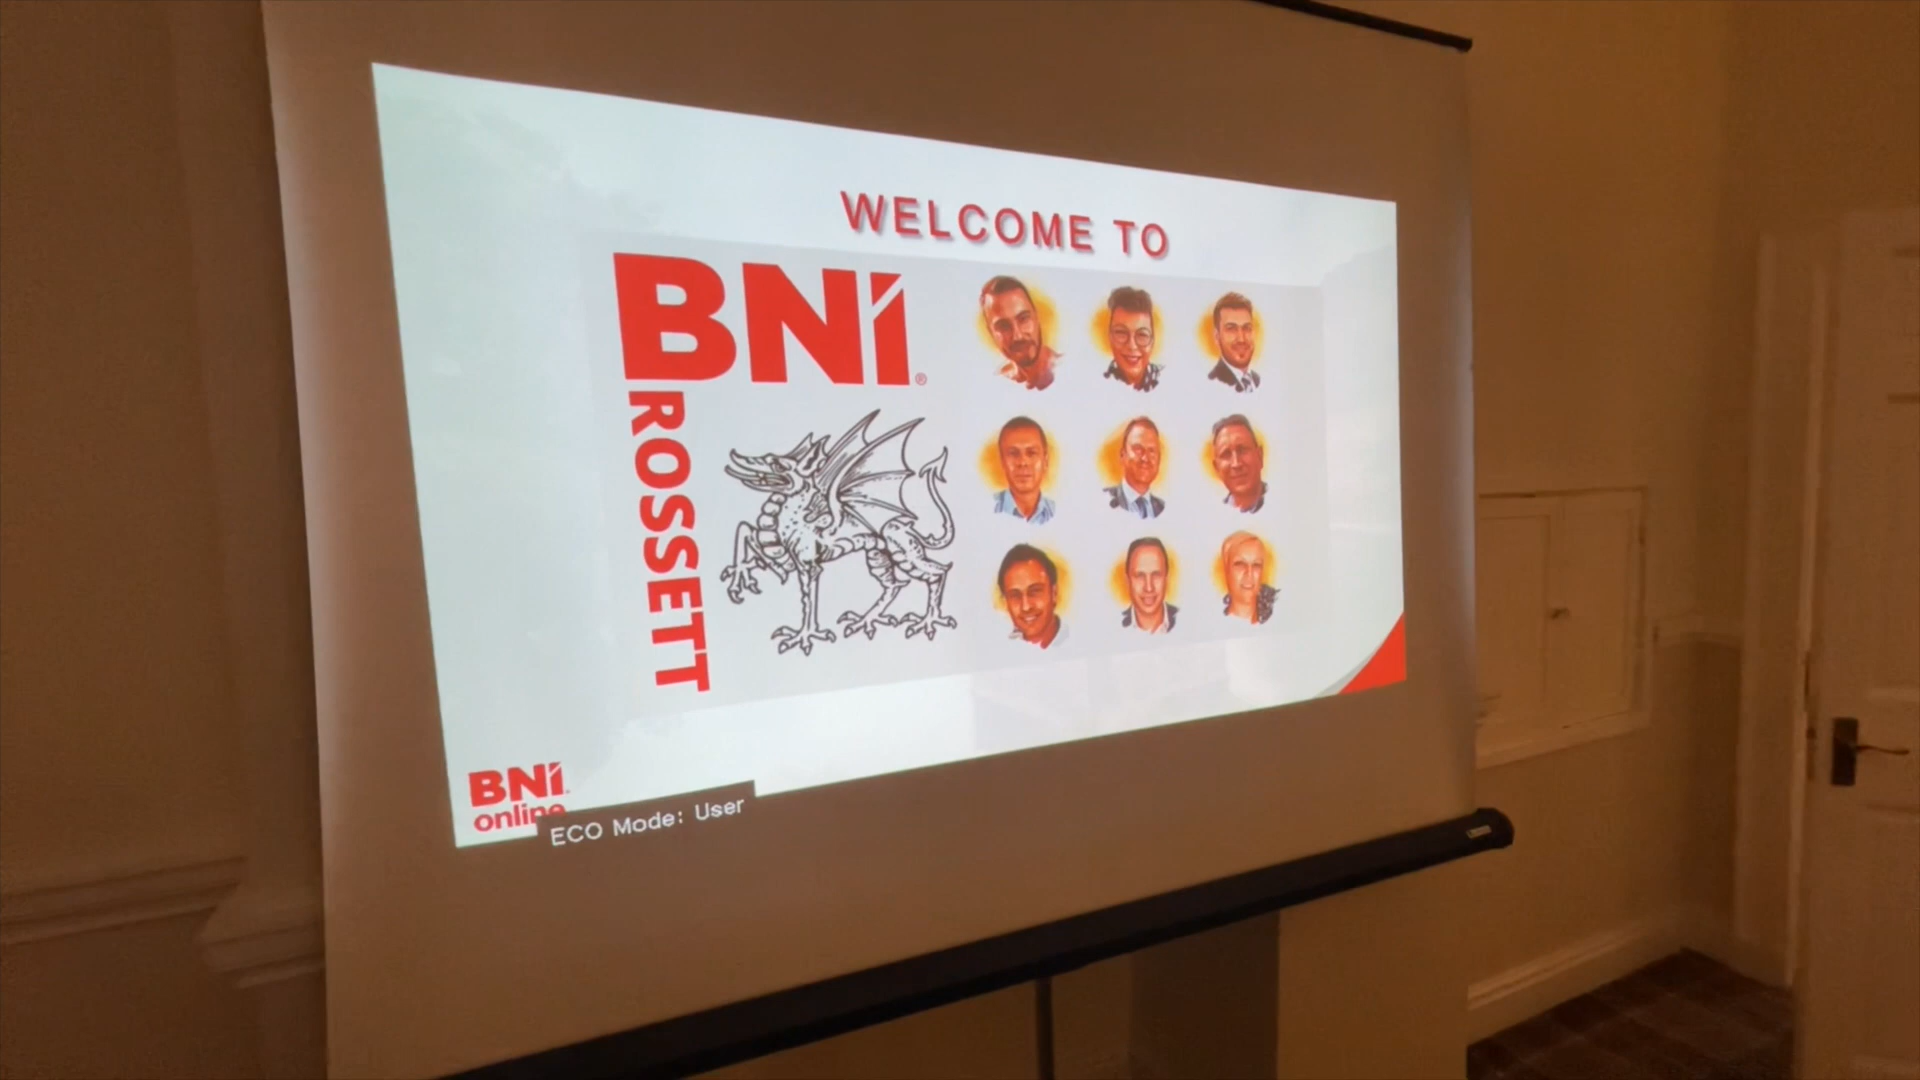 WELCOME TO
BNI®
ROSSETT
BNI
online
ECO Mode: User